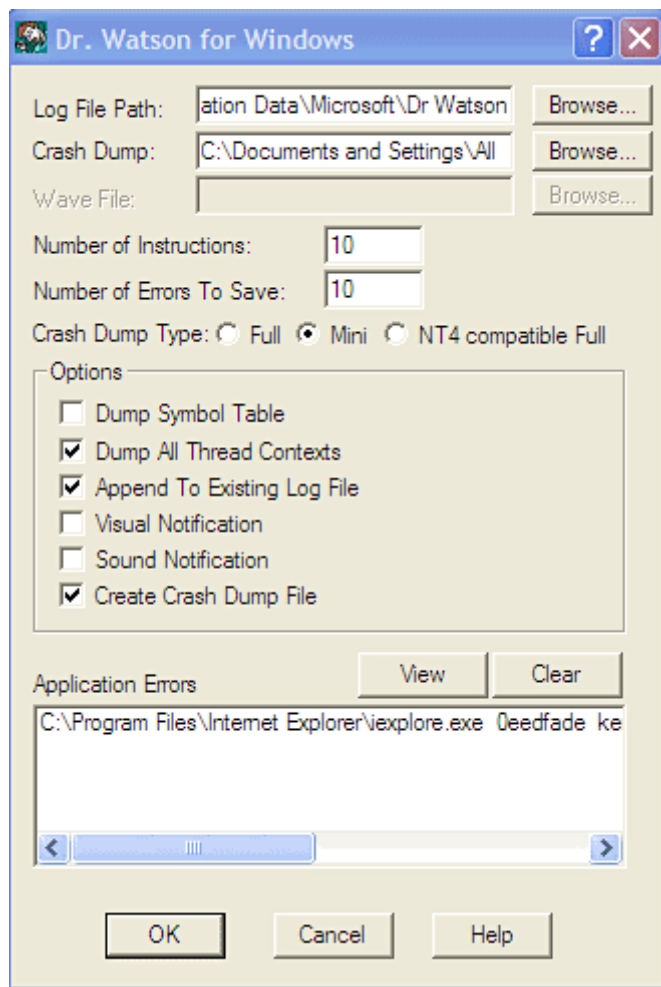 Dr. Watson for Windows
Log File Path: ation Data\Microsoft\Dr Watson Browse...
Crash Dump: C:\Documents and Settings\All Browse...
Wave File: Browse...
Number of Instructions: 10
Number of Errors To Save: 10
Crash Dump Type: Full Mini NT4 compatible Full
Options
Dump Symbol Table
Dump All Thread Contexts
Append To Existing Log File
Visual Notification
Sound Notification
Create Crash Dump File
Application Errors View Clear
C:\Program Files\Internet Explorer\iexplore.exe 0eedfade ke
OK Cancel Help